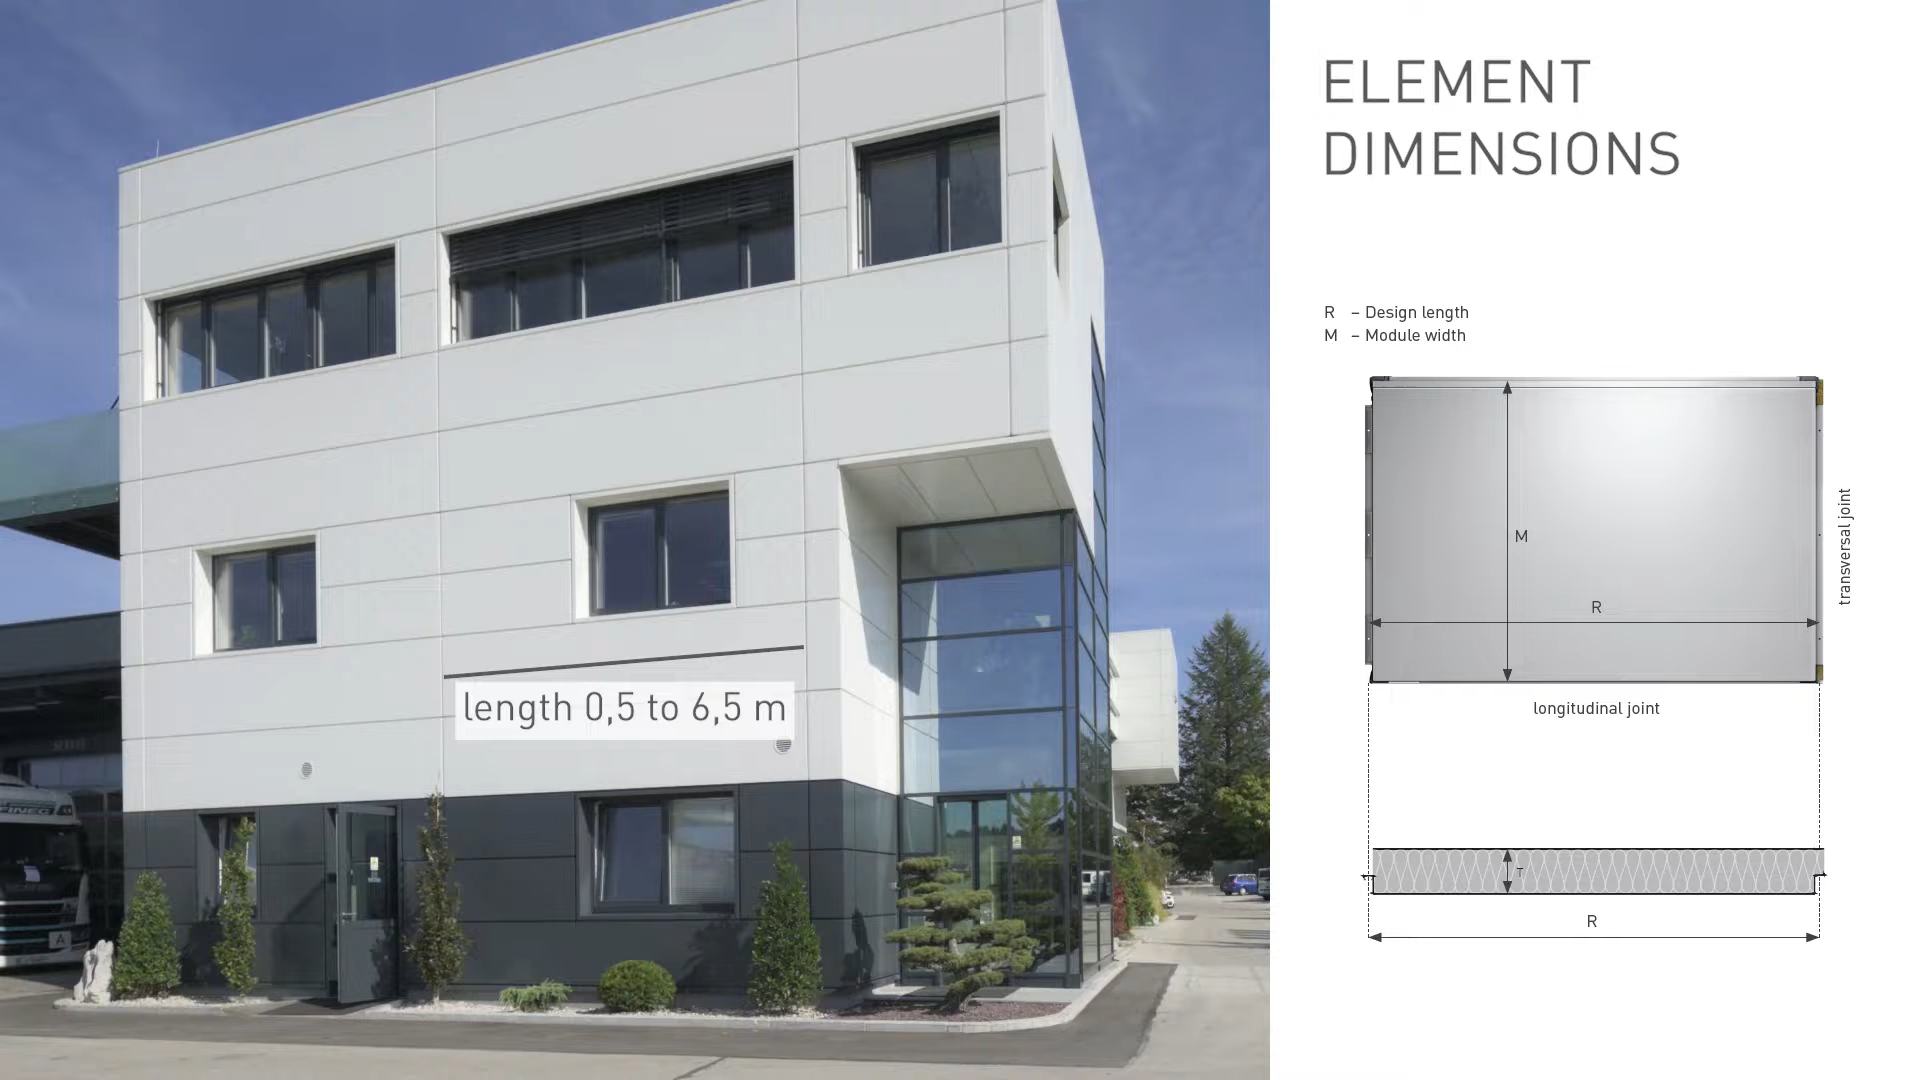 ELEMENT
DIMENSIONS
R – Design length
M – Module width
M
R
transversal joint
longitudinal joint
T
R
length 0,5 to 6,5 m
A